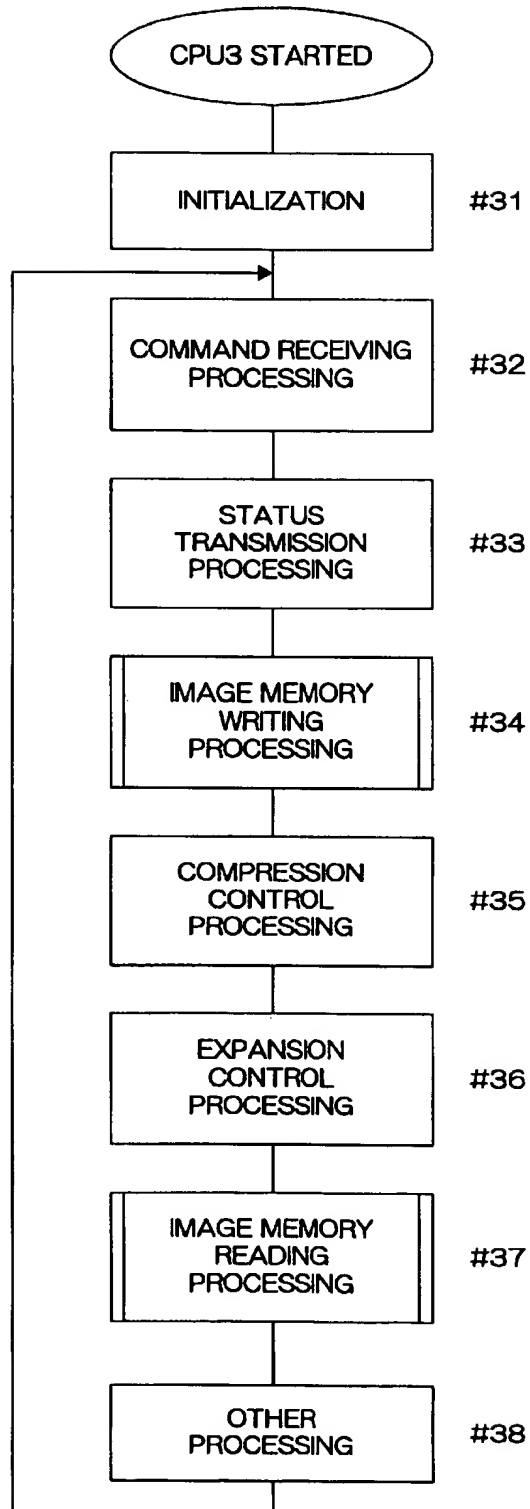 CPU3 STARTED
INITIALIZATION #31
COMMAND RECEIVING
PROCESSING
#32
STATUS
TRANSMISSION
PROCESSING
#33
IMAGE MEMORY
WRITING
PROCESSING
#34
COMPRESSION
CONTROL
PROCESSING
#35
EXPANSION
CONTROL
PROCESSING
#36
IMAGE MEMORY
READING
PROCESSING
#37
OTHER
PROCESSING
#38